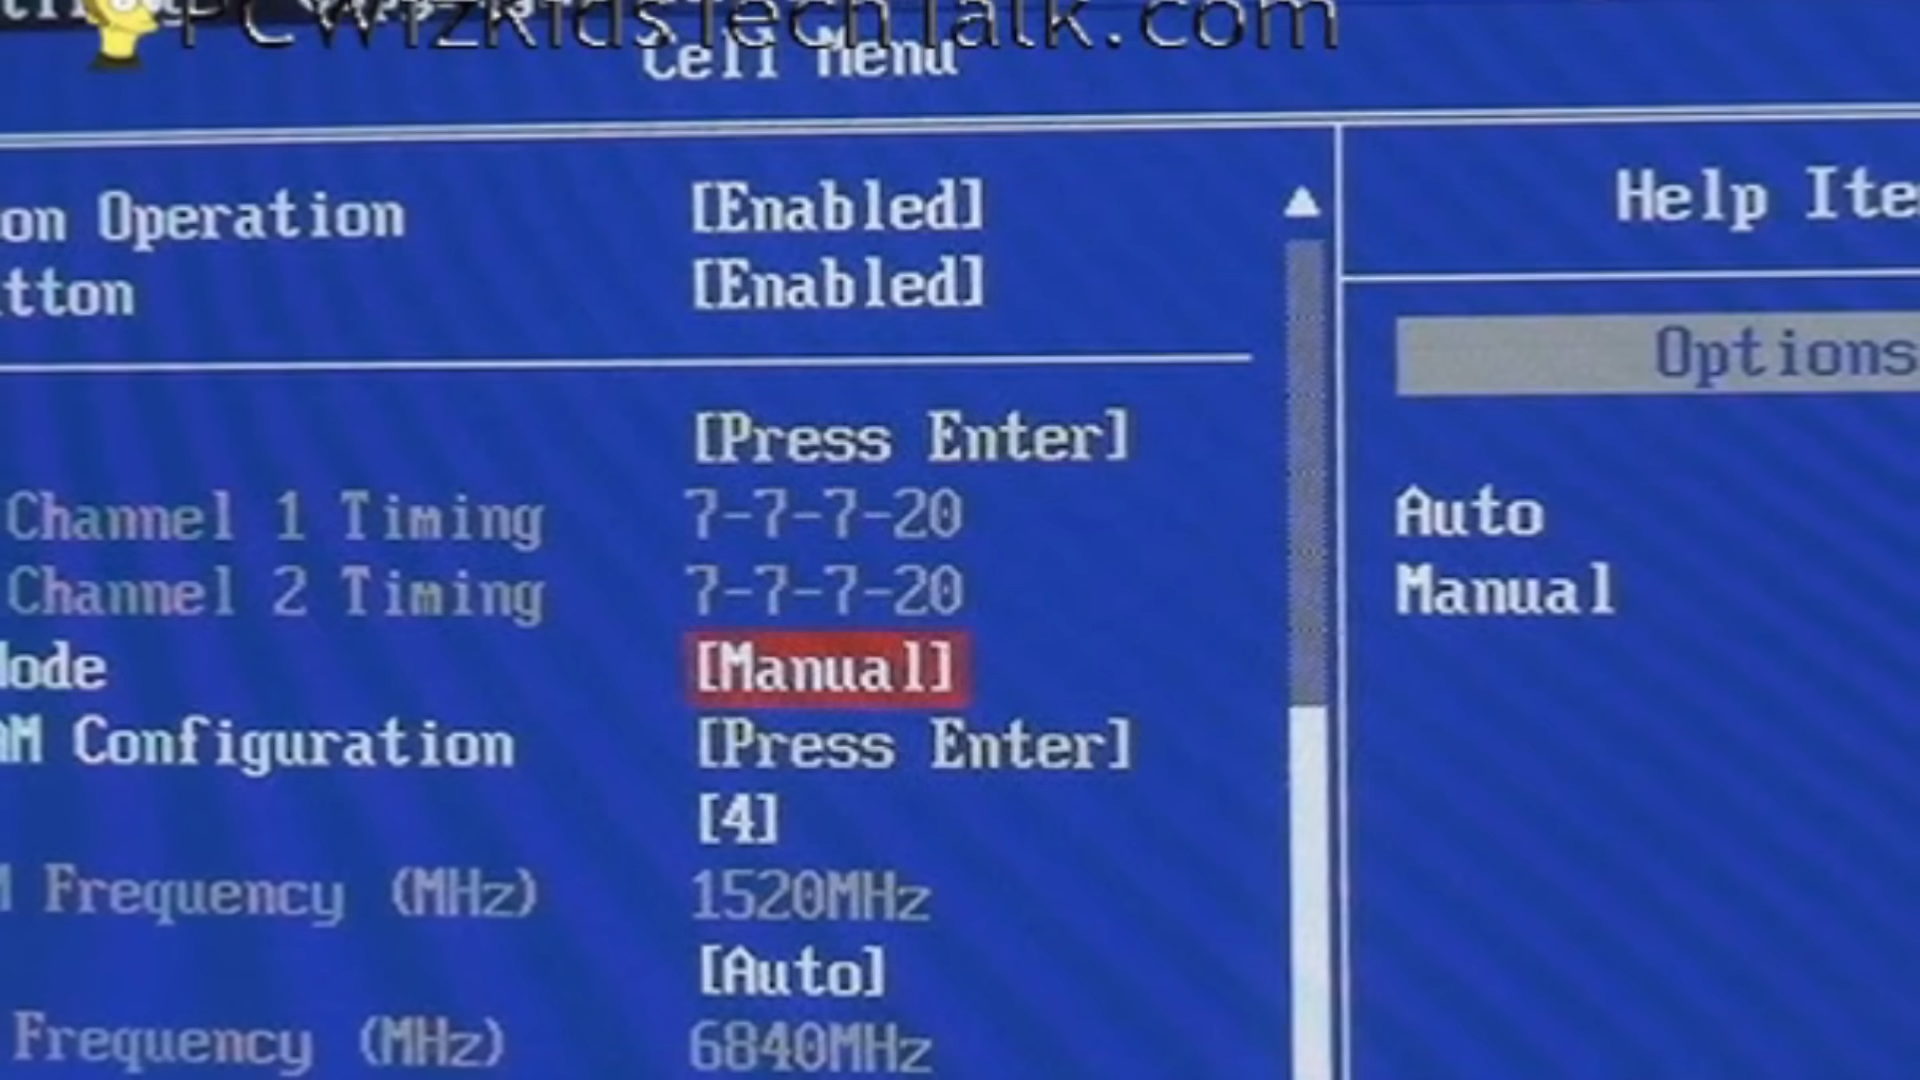 PCWizKidsTechTalk.com
Cell Menu
on Operation [Enabled]
tton [Enabled]
Help Ite
Options
[Press Enter]
Channel 1 Timing 7-7-7-20
Channel 2 Timing 7-7-7-20
Auto
Manual
ode [Manual]
AM Configuration [Press Enter]
[4]
Frequency (MHz) 1520MHz
[Auto]
Frequency (MHz) 6840MHz